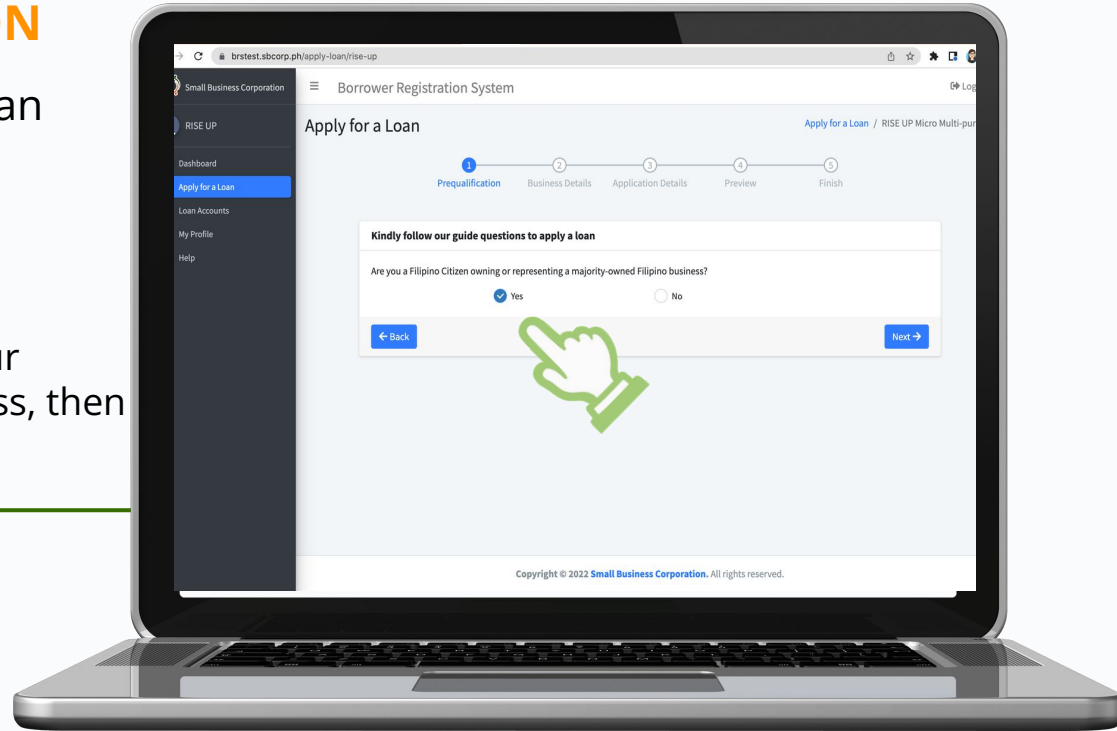 ON
an
ur
ss, then
brstest.sbcorp.ph/apply-loan/rise-up
Small Business Corporation
Borrower Registration System
Log
RISE UP
Apply for a Loan
Apply for a Loan / RISE UP Micro Multi-pur
Dashboard
Apply for a Loan
Loan Accounts
My Profile
Help
1
2
3
4
5
Prequalification
Business Details
Application Details
Preview
Finish
Kindly follow our guide questions to apply a loan
Are you a Filipino Citizen owning or representing a majority-owned Filipino business?
Yes
No
← Back
Next →
Copyright © 2022 Small Business Corporation. All rights reserved.